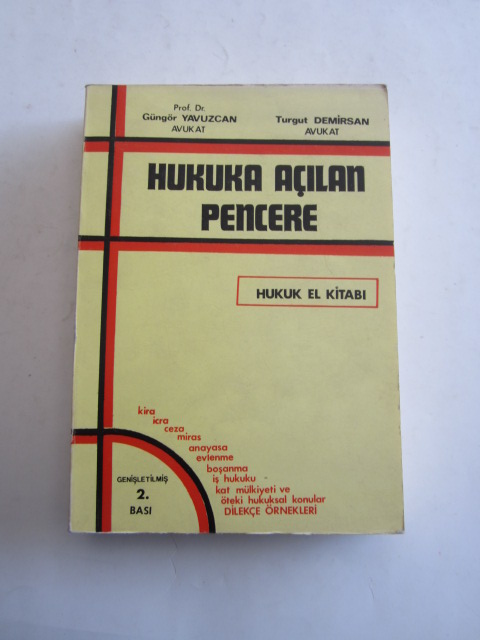 Prof. Dr.
Güngör YAVUZCAN
AVUKAT
Turgut DEMİRSAN
AVUKAT
HUKUKA AÇILAN
PENCERE
HUKUK EL KİTABI
kira
icra
ceza
miras
anayasa
evlenme
boşanma
iş hukuku
kat mülkiyeti ve
öteki hukuksal konular
DİLEKÇE ÖRNEKLERİ
GENİŞLETİLMİŞ
2.
BASI